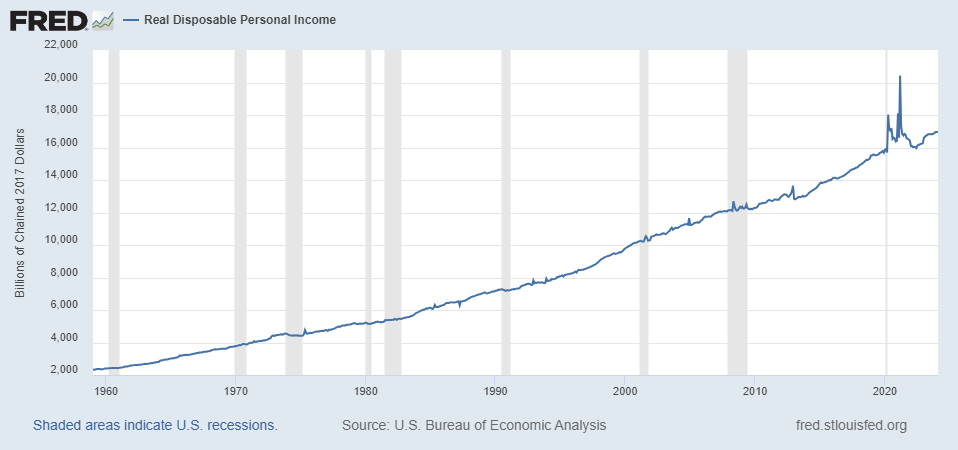 FRED — Real Disposable Personal Income
22,000
20,000
18,000
16,000
14,000
12,000
10,000
8,000
6,000
4,000
2,000
Billions of Chained 2017 Dollars
1960 1970 1980 1990 2000 2010 2020
Shaded areas indicate U.S. recessions. Source: U.S. Bureau of Economic Analysis fred.stlouisfed.org